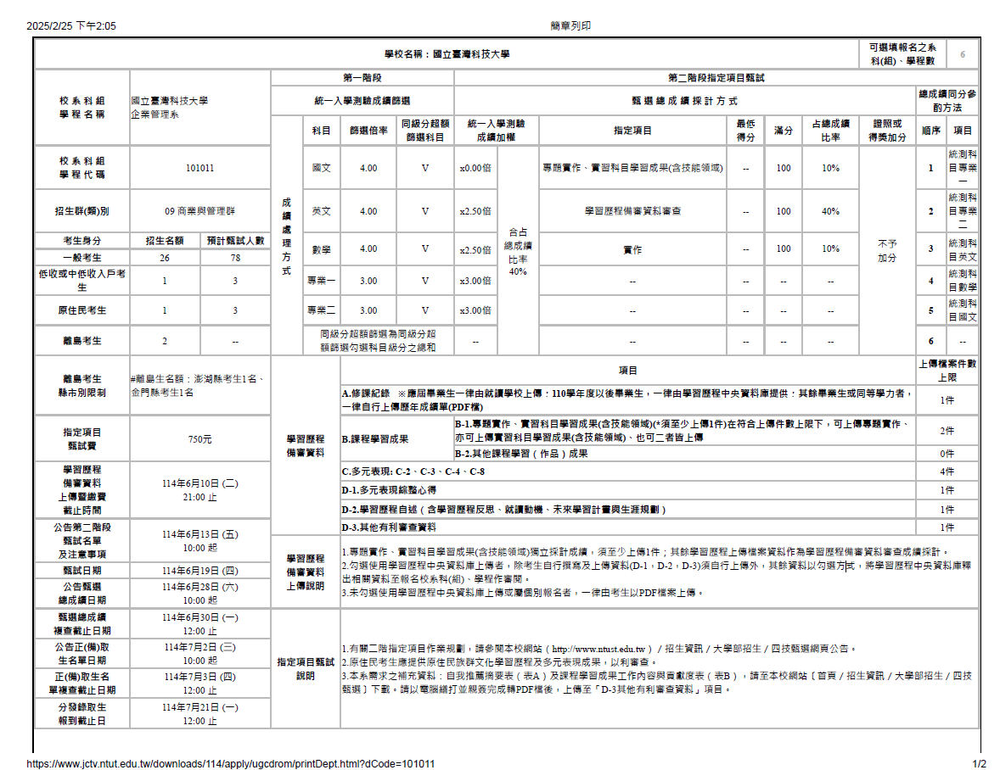 2025/2/25 下午2:05
簡章列印
學校名稱：國立臺灣科技大學
可選填報名之系
科(組)、學程數
6
校 系 科 組
學 程 名 稱
國立臺灣科技大學
企業管理系
第一階段
第二階段指定項目甄試
統一入學測驗成績篩選
甄 選 總 成 績 採 計 方 式
總成績同分參
酌方法
成績處理方式
科目
篩選倍率
同級分超額
篩選科目
統一入學測驗
成績加權
指定項目
最低
得分
滿分
占總成績
比率
證照或
得獎加分
順序
項目
校 系 科 組
學 程 代 碼
101011
國文
4.00
V
x0.00倍
合占
總成績
比率
40%
專題實作、實習科目學習成果(含技能領域)
--
100
10%
不予
加分
1
統測科
目專業
一
招生群(類)別
09 商業與管理群
英文
4.00
V
x2.50倍
學習歷程備審資料審查
--
100
40%
2
統測科
目專業
二
考生身分
招生名額
預計甄試人數
數學
4.00
V
x2.50倍
實作
--
100
10%
3
統測科
目英文
一般考生
26
78
低收或中低收入戶考
生
1
3
專業一
3.00
V
x3.00倍
--
--
--
--
4
統測科
目數學
原住民考生
1
3
專業二
3.00
V
x3.00倍
--
--
--
--
5
統測科
目國文
離島考生
2
--
同級分超額篩選為同級分超
額篩選勾選科目級分之總和
--
--
--
--
--
6
--
離島考生
縣市別限制
#離島生名額：澎湖縣考生1名、
金門縣考生1名
學習歷程
備審資料
項目
上傳檔案件數
上限
A.修課紀錄 ※應屆畢業生一律由就讀學校上傳：110學年度以後畢業生，一律由學習歷程中央資料庫提供：其餘畢業生或同等學力者，
一律自行上傳歷年成績單(PDF檔)
1件
指定項目
甄試費
750元
B.課程學習成果
B-1.專題實作、實習科目學習成果(含技能領域)(*須至少上傳1件)在符合上傳件數上限下，可上傳專題實作、
亦可上傳實習科目學習成果(含技能領域)、也可二者皆上傳
2件
B-2.其他課程學習（作品）成果
0件
學習歷程
備審資料
上傳暨繳費
截止時間
114年6月10日 (二)
21:00 止
C.多元表現: C-2、C-3、C-4、C-8
4件
D-1.多元表現綜整心得
1件
D-2.學習歷程自述（含學習歷程反思、就讀動機、未來學習計畫與生涯規劃）
1件
D-3.其他有利審查資料
1件
公告第二階段
甄試名單
及注意事項
114年6月13日 (五)
10:00 起
學習歷程
備審資料
上傳說明
1.專題實作、實習科目學習成果(含技能領域)獨立採計成績，須至少上傳1件；其餘學習歷程上傳檔案資料作為學習歷程備審資料審查成績採計。
2.勾選使用學習歷程中央資料庫上傳者，除考生自行撰寫及上傳資料(D-1，D-2，D-3)須自行上傳外，其餘資料以勾選方式，將學習歷程中央資料庫釋
出相關資料至報名校系科(組)、學程作審閱。
3.未勾選使用學習歷程中央資料庫上傳或屬個別報名者，一律由考生以PDF檔案上傳。
甄試日期
114年6月19日 (四)
公告甄選
總成績日期
114年6月28日 (六)
10:00 起
甄選總成績
複查截止日期
114年6月30日 (一)
12:00 止
指定項目甄試
說明
1.有關二階指定項目作業規劃，請參閱本校網站（http://www.ntust.edu.tw）/ 招生資訊 / 大學部招生 / 四技甄選網頁公告。
2.原住民考生應提供原住民族群文化學習歷程及多元表現成果，以利審查。
3.本系需求之補充資料：自我推薦摘要表（表A）及課程學習成果工作內容與貢獻度表（表B），請至本校網站〔首頁 / 招生資訊 / 大學部招生 / 四技
甄選〕下載。請以電腦繕打並親簽完成轉PDF檔後，上傳至「D-3其他有利審查資料」項目。
公告正(備)取
生名單日期
114年7月2日 (三)
10:00 起
正(備)取生名
單複查截止日期
114年7月3日 (四)
12:00 止
分發錄取生
報到截止日
114年7月21日 (一)
12:00 止
https://www.jctv.ntut.edu.tw/downloads/114/apply/ugcdrom/printDept.html?dCode=101011
1/2